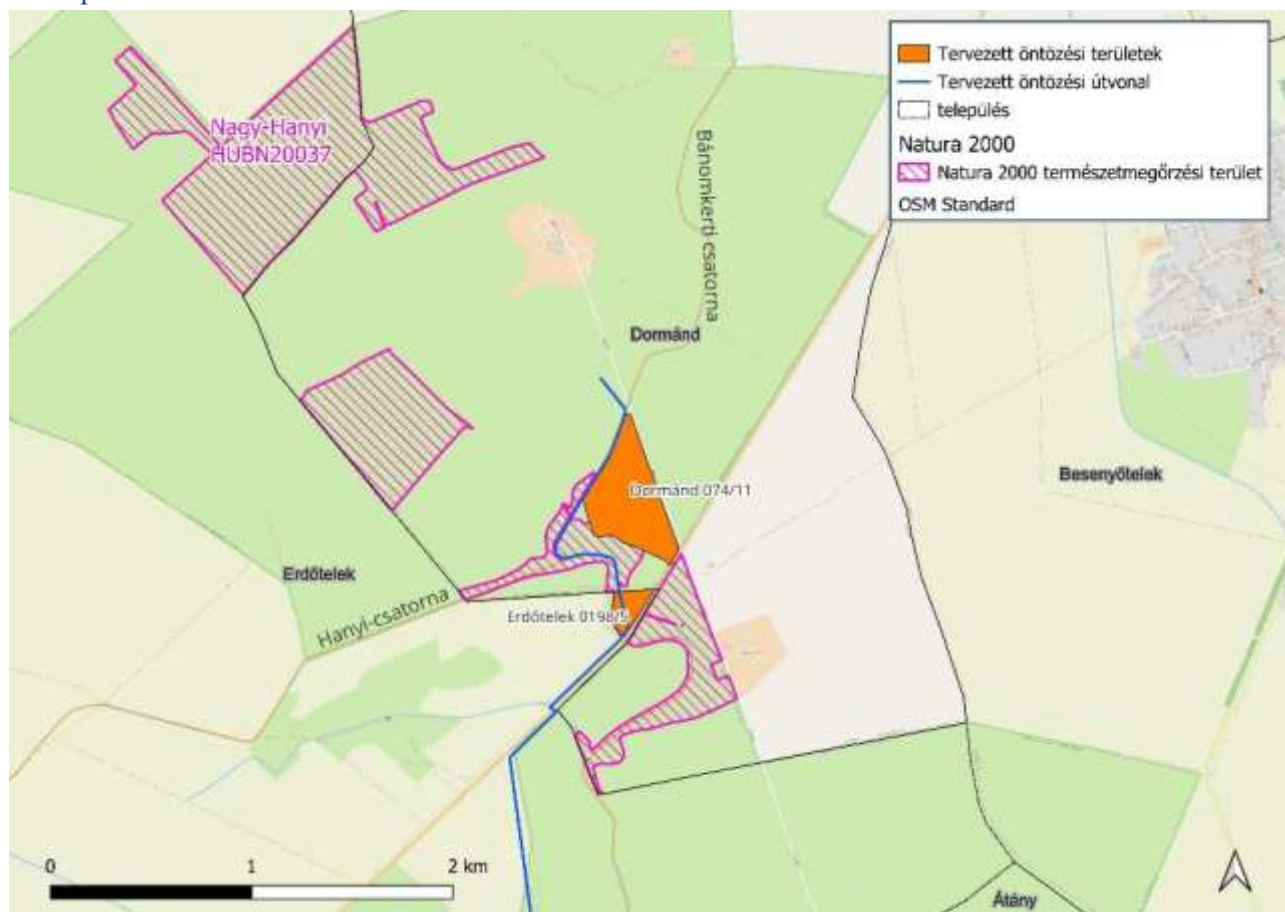 Tervezett öntözési területek
Tervezett öntözési útvonal
település
Natura 2000
Natura 2000 természetmegőrzési terület
OSM Standard
Nagy-Hanyi
HUBN20037
Bánomkerti csatorna
Dormánd
Dormánd 074/11
Besenyőtelek
Erdőtelek
Hanyi-csatorna
Erdőtelek 0198/5
0 1 2 km
Átány